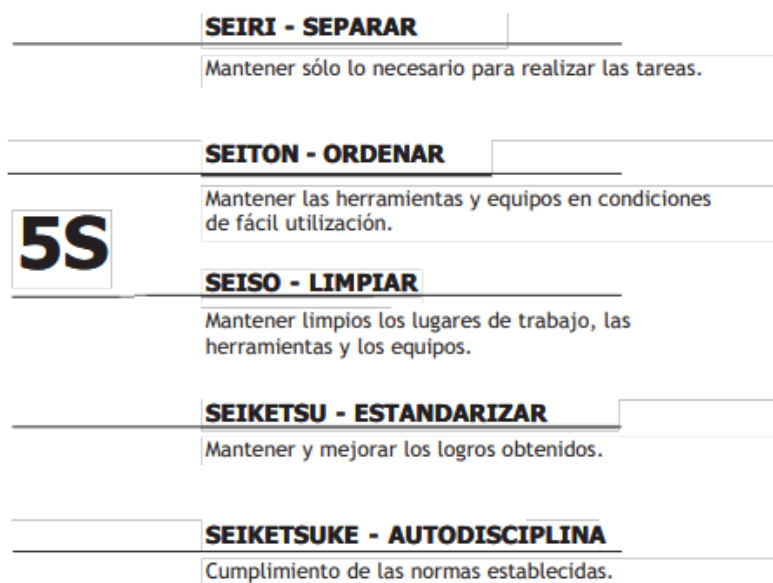 SEIRI - SEPARAR
Mantener sólo lo necesario para realizar las tareas.
SEITON - ORDENAR
Mantener las herramientas y equipos en condiciones
de fácil utilización.
5S
SEISO - LIMPIAR
Mantener limpios los lugares de trabajo, las
herramientas y los equipos.
SEIKETSU - ESTANDARIZAR
Mantener y mejorar los logros obtenidos.
SEIKETSUKE - AUTODISCIPLINA
Cumplimiento de las normas establecidas.